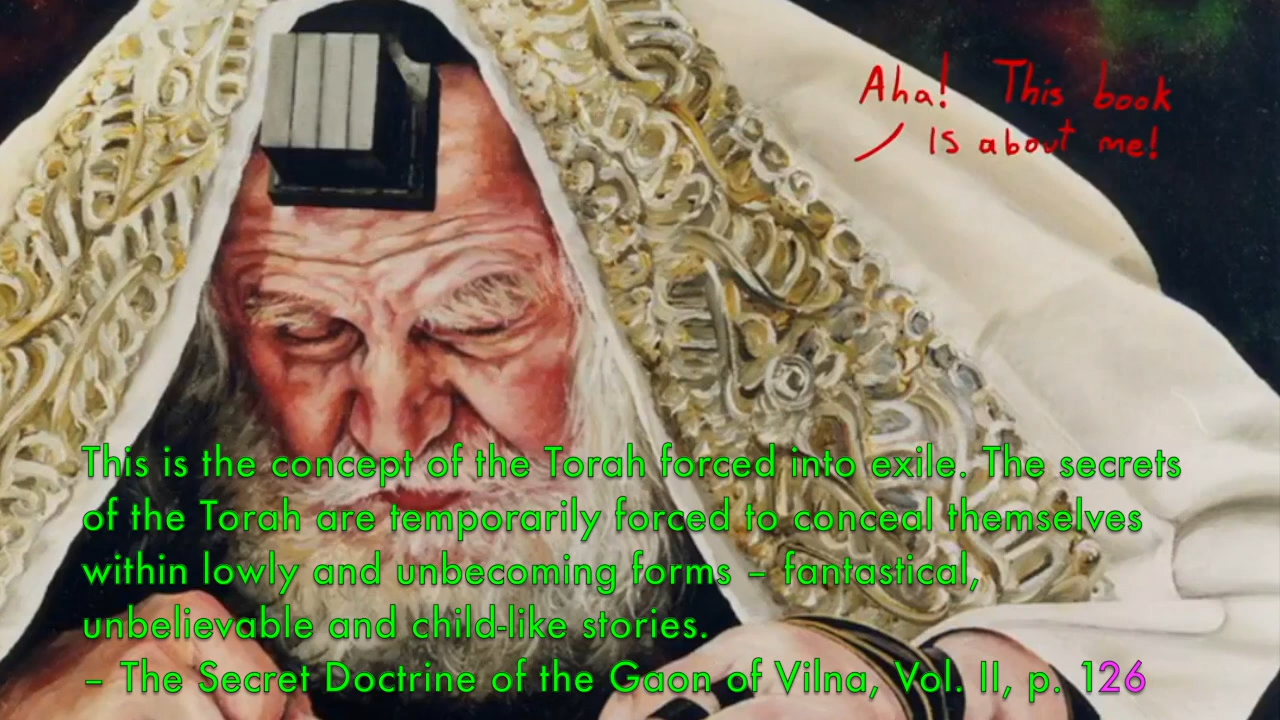 Aha! This book
Is about me!
This is the concept of the Torah forced into exile. The secrets
of the Torah are temporarily forced to conceal themselves
within lowly and unbecoming forms – fantastical,
unbelievable and child-like stories.
– The Secret Doctrine of the Gaon of Vilna, Vol. II, p. 126